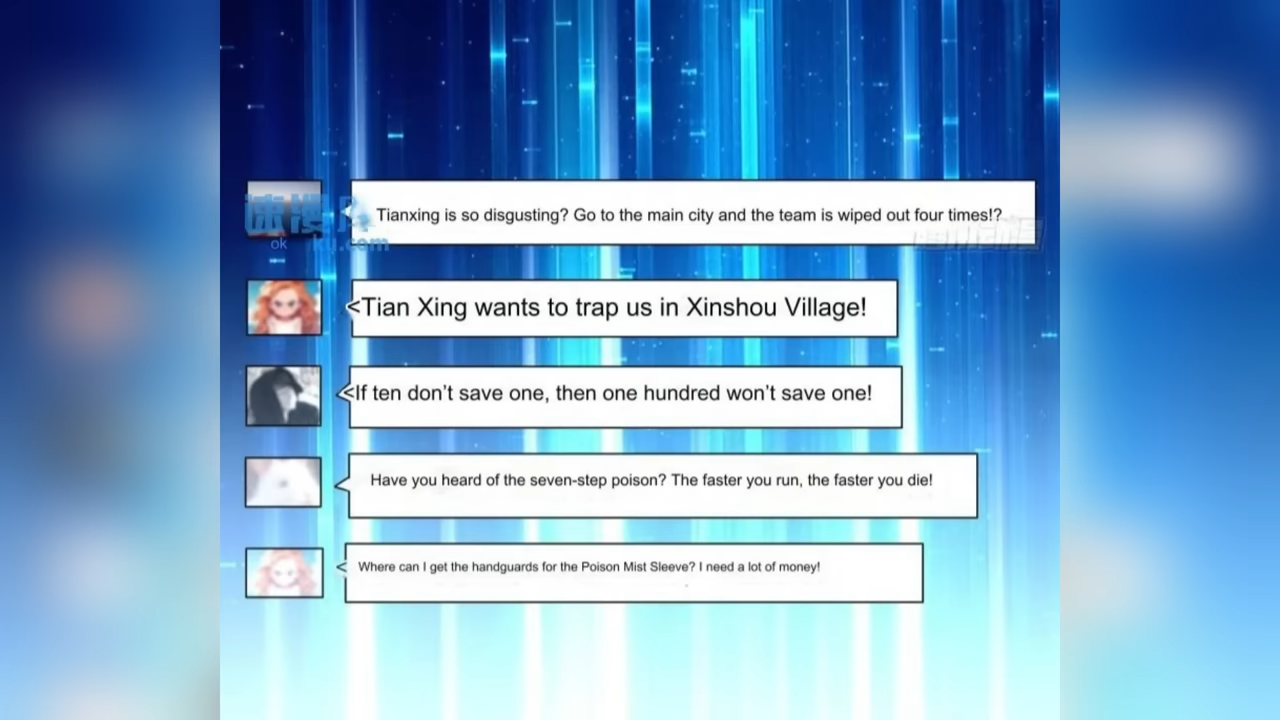 Tianxing is so disgusting? Go to the main city and the team is wiped out four times!?
ok
<Tian Xing wants to trap us in Xinshou Village!
<If ten don’t save one, then one hundred won’t save one!
Have you heard of the seven-step poison? The faster you run, the faster you die!
Where can I get the handguards for the Poison Mist Sleeve? I need a lot of money!